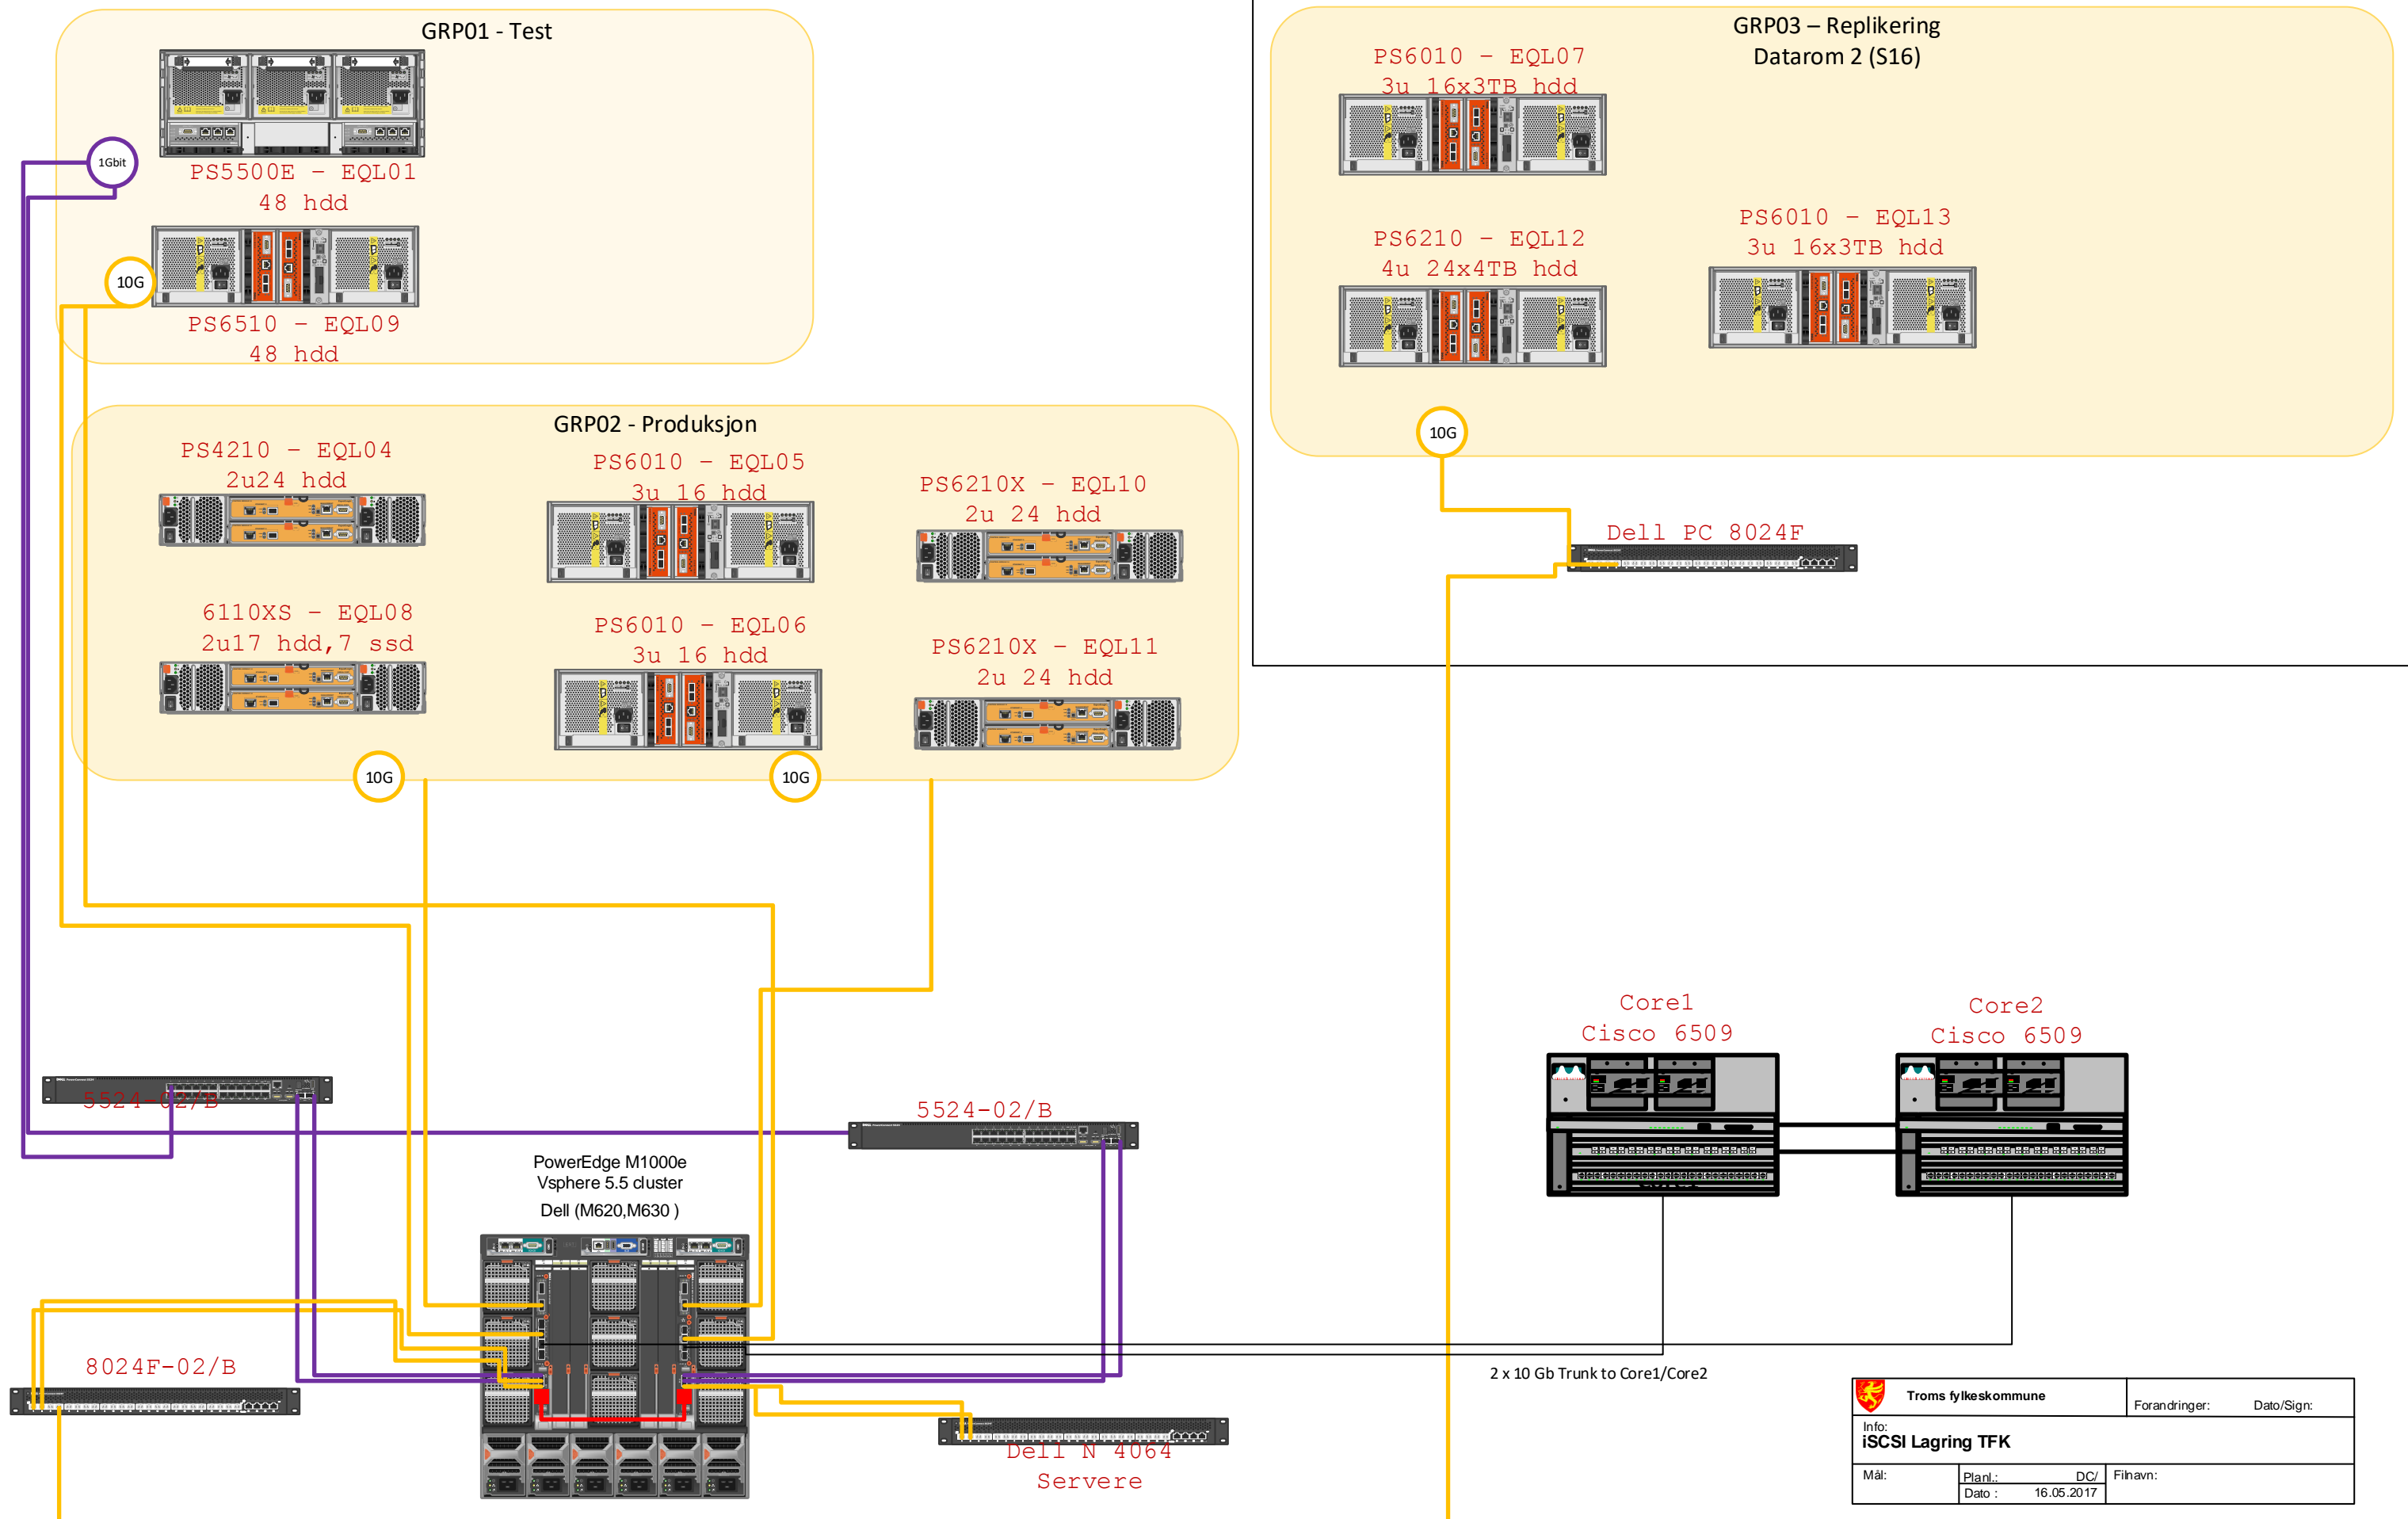 GRP01 - Test
1Gbit
PS5500E – EQL01
48 hdd
10G
PS6510 – EQL09
48 hdd
GRP02 - Produksjon
PS4210 – EQL04
2u24 hdd
PS6010 – EQL05
3u 16 hdd
PS6210X – EQL10
2u 24 hdd
6110XS – EQL08
2u17 hdd,7 ssd
PS6010 – EQL06
3u 16 hdd
PS6210X – EQL11
2u 24 hdd
10G
10G
GRP03 – Replikering
Datarom 2 (S16)
PS6010 – EQL07
3u 16x3TB hdd
PS6210 – EQL12
4u 24x4TB hdd
PS6010 – EQL13
3u 16x3TB hdd
10G
Dell PC 8024F
Core1
Cisco 6509
Core2
Cisco 6509
5524-02/B
5524-02/B
PowerEdge M1000e
Vsphere 5.5 cluster
Dell (M620,M630 )
8024F-02/B
Dell N 4064
Servere
2 x 10 Gb Trunk to Core1/Core2
Troms fylkeskommune
Forandringer: Dato/Sign:
Info:
iSCSI Lagring TFK
Mål:
Planl.: DC/
Dato : 16.05.2017
Filnavn: